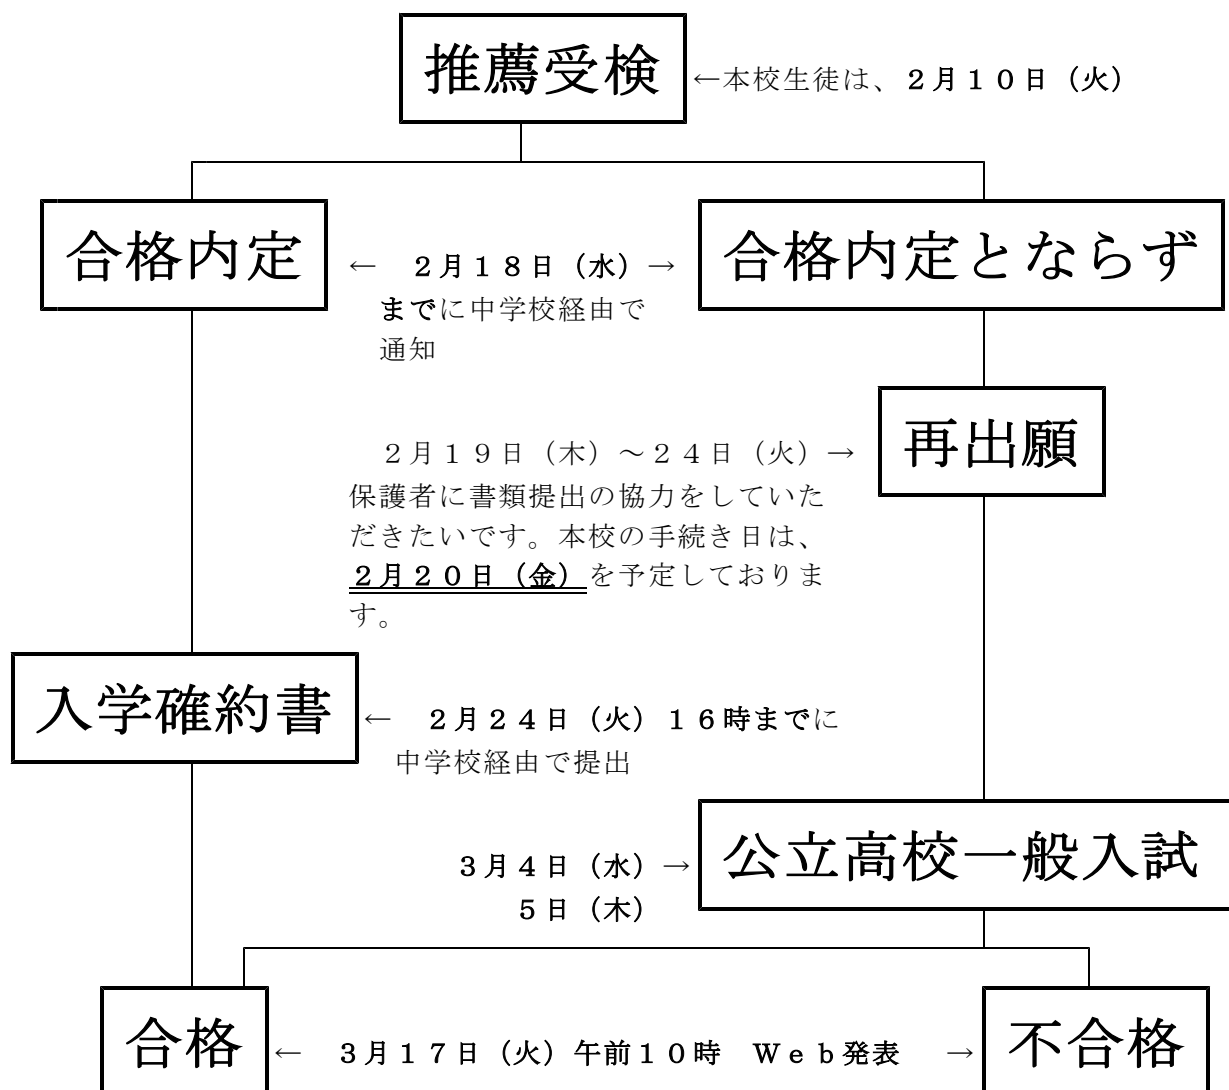 推薦受検
←本校生徒は、２月１０日（火）
合格内定
← ２月１８日（水）→
までに中学校経由で
通知
合格内定とならず
再出願
２月１９日（木）～２４日（火）→
保護者に書類提出の協力をしていた
だきたいです。本校の手続き日は、
２月２０日（金）を予定しておりま
す。
入学確約書
← ２月２４日（火）１６時までに
中学校経由で提出
３月４日（水）→
５日（木）
公立高校一般入試
合格
← ３月１７日（火）午前１０時 Ｗｅｂ発表 →
不合格